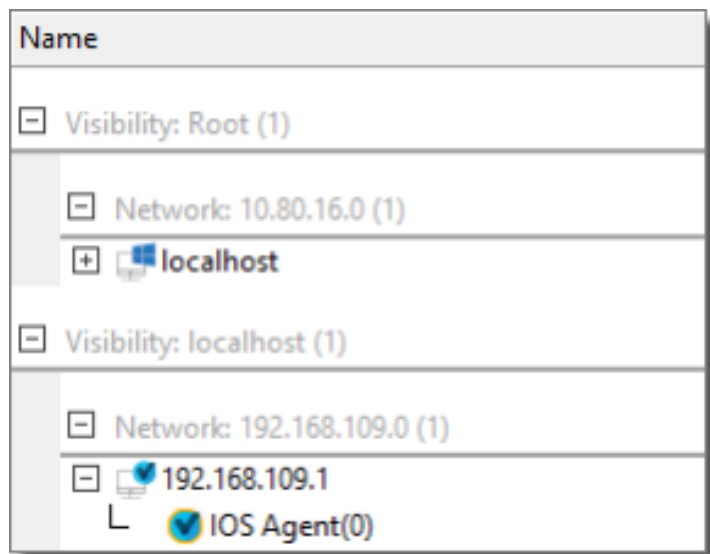 Name
Visibility: Root (1)
Network: 10.80.16.0 (1)
localhost
Visibility: localhost (1)
Network: 192.168.109.0 (1)
192.168.109.1
IOS Agent(0)